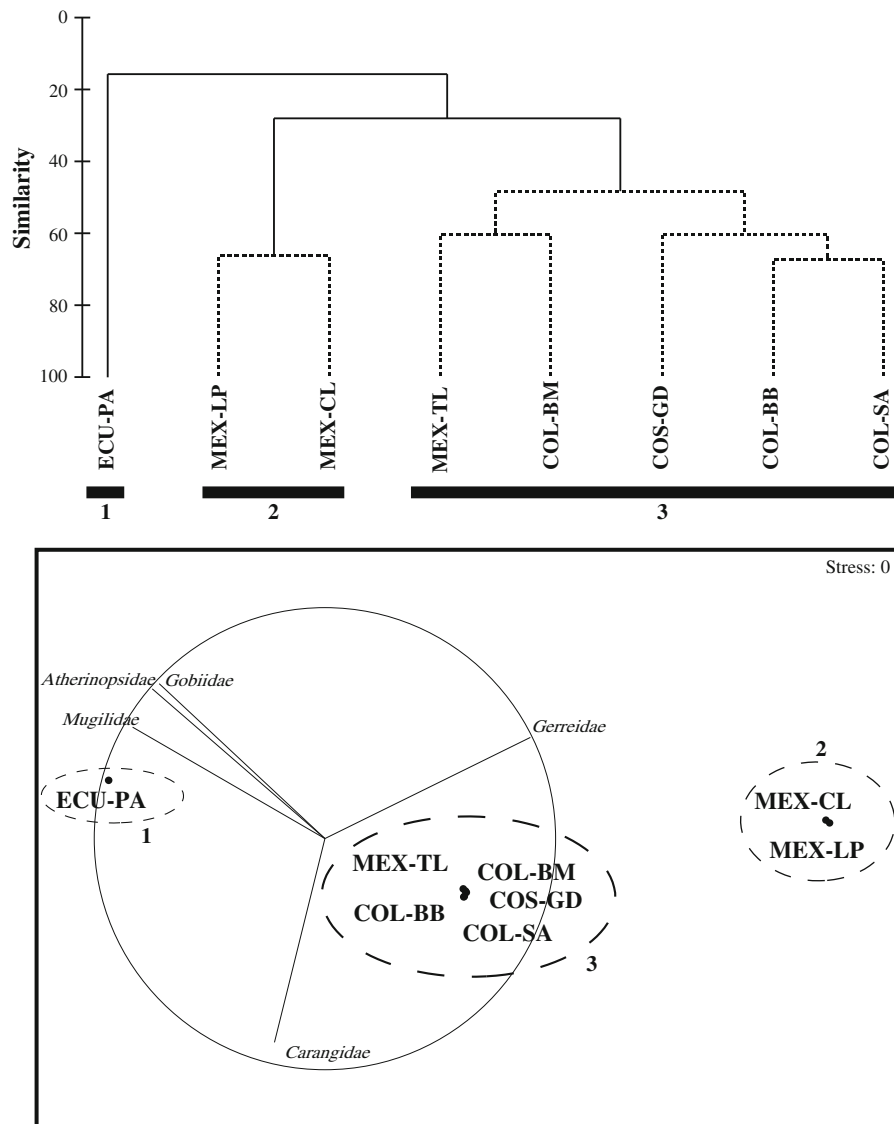 0
20
40
60
80
100
Similarity
ECU-PA
MEX-LP
MEX-CL
MEX-TL
COL-BM
COS-GD
COL-BB
COL-SA
1 2 3
Stress: 0
Atherinopsidae Gobiidae
Mugilidae
Gerreidae
ECU-PA
1
2
MEX-CL
MEX-LP
MEX-TL
COL-BM
COS-GD
COL-BB
COL-SA
3
Carangidae